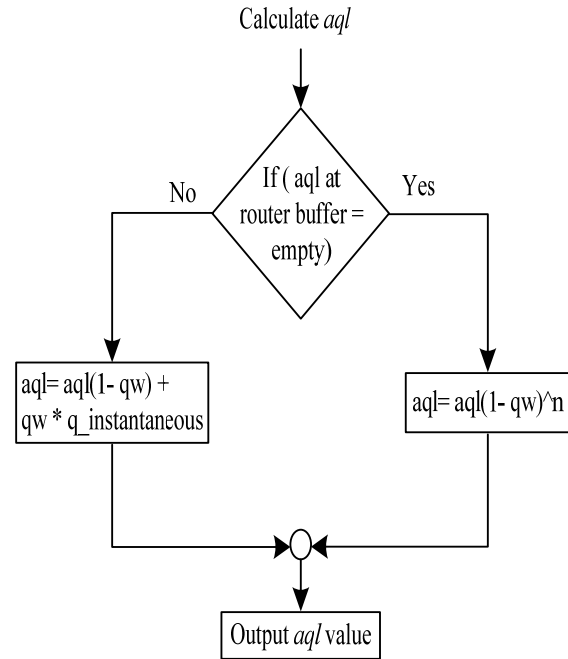 Calculate aql
If ( aql at
router buffer =
empty)
No
Yes
aql= aql(1- qw) +
qw * q_instantaneous
aql= aql(1- qw)^n
Output aql value